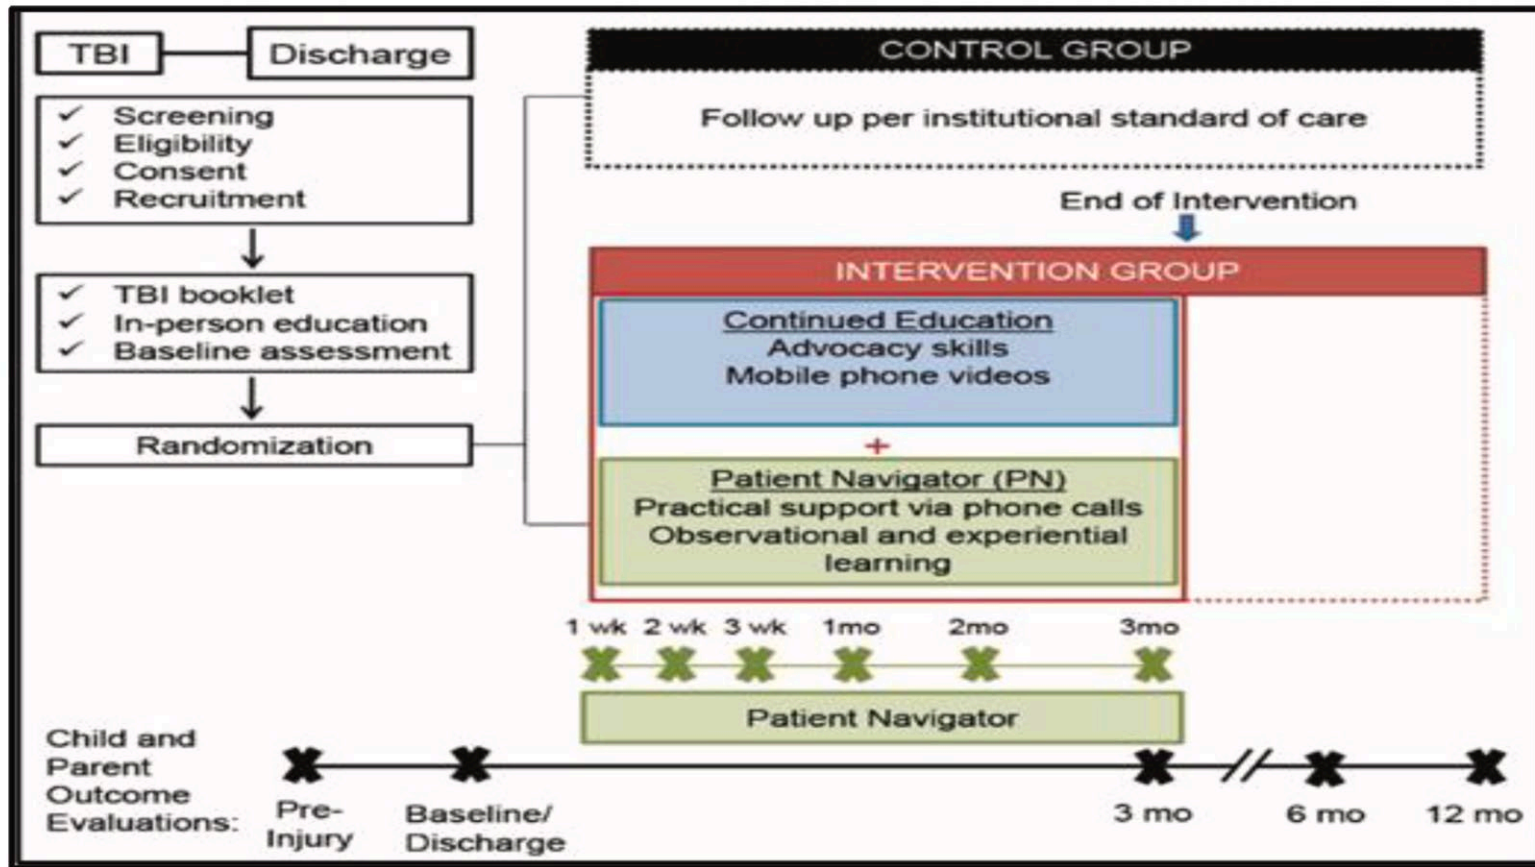 TBI
Discharge
✓ Screening
✓ Eligibility
✓ Consent
✓ Recruitment
✓ TBI booklet
✓ In-person education
✓ Baseline assessment
Randomization
CONTROL GROUP
Follow up per institutional standard of care
End of Intervention
INTERVENTION GROUP
Continued Education
Advocacy skills
Mobile phone videos
+
Patient Navigator (PN)
Practical support via phone calls
Observational and experiential
learning
1 wk 2 wk 3 wk 1mo 2mo 3mo
Patient Navigator
Child and
Parent
Outcome
Evaluations:
Pre-
Injury
Baseline/
Discharge
3 mo
6 mo
12 mo